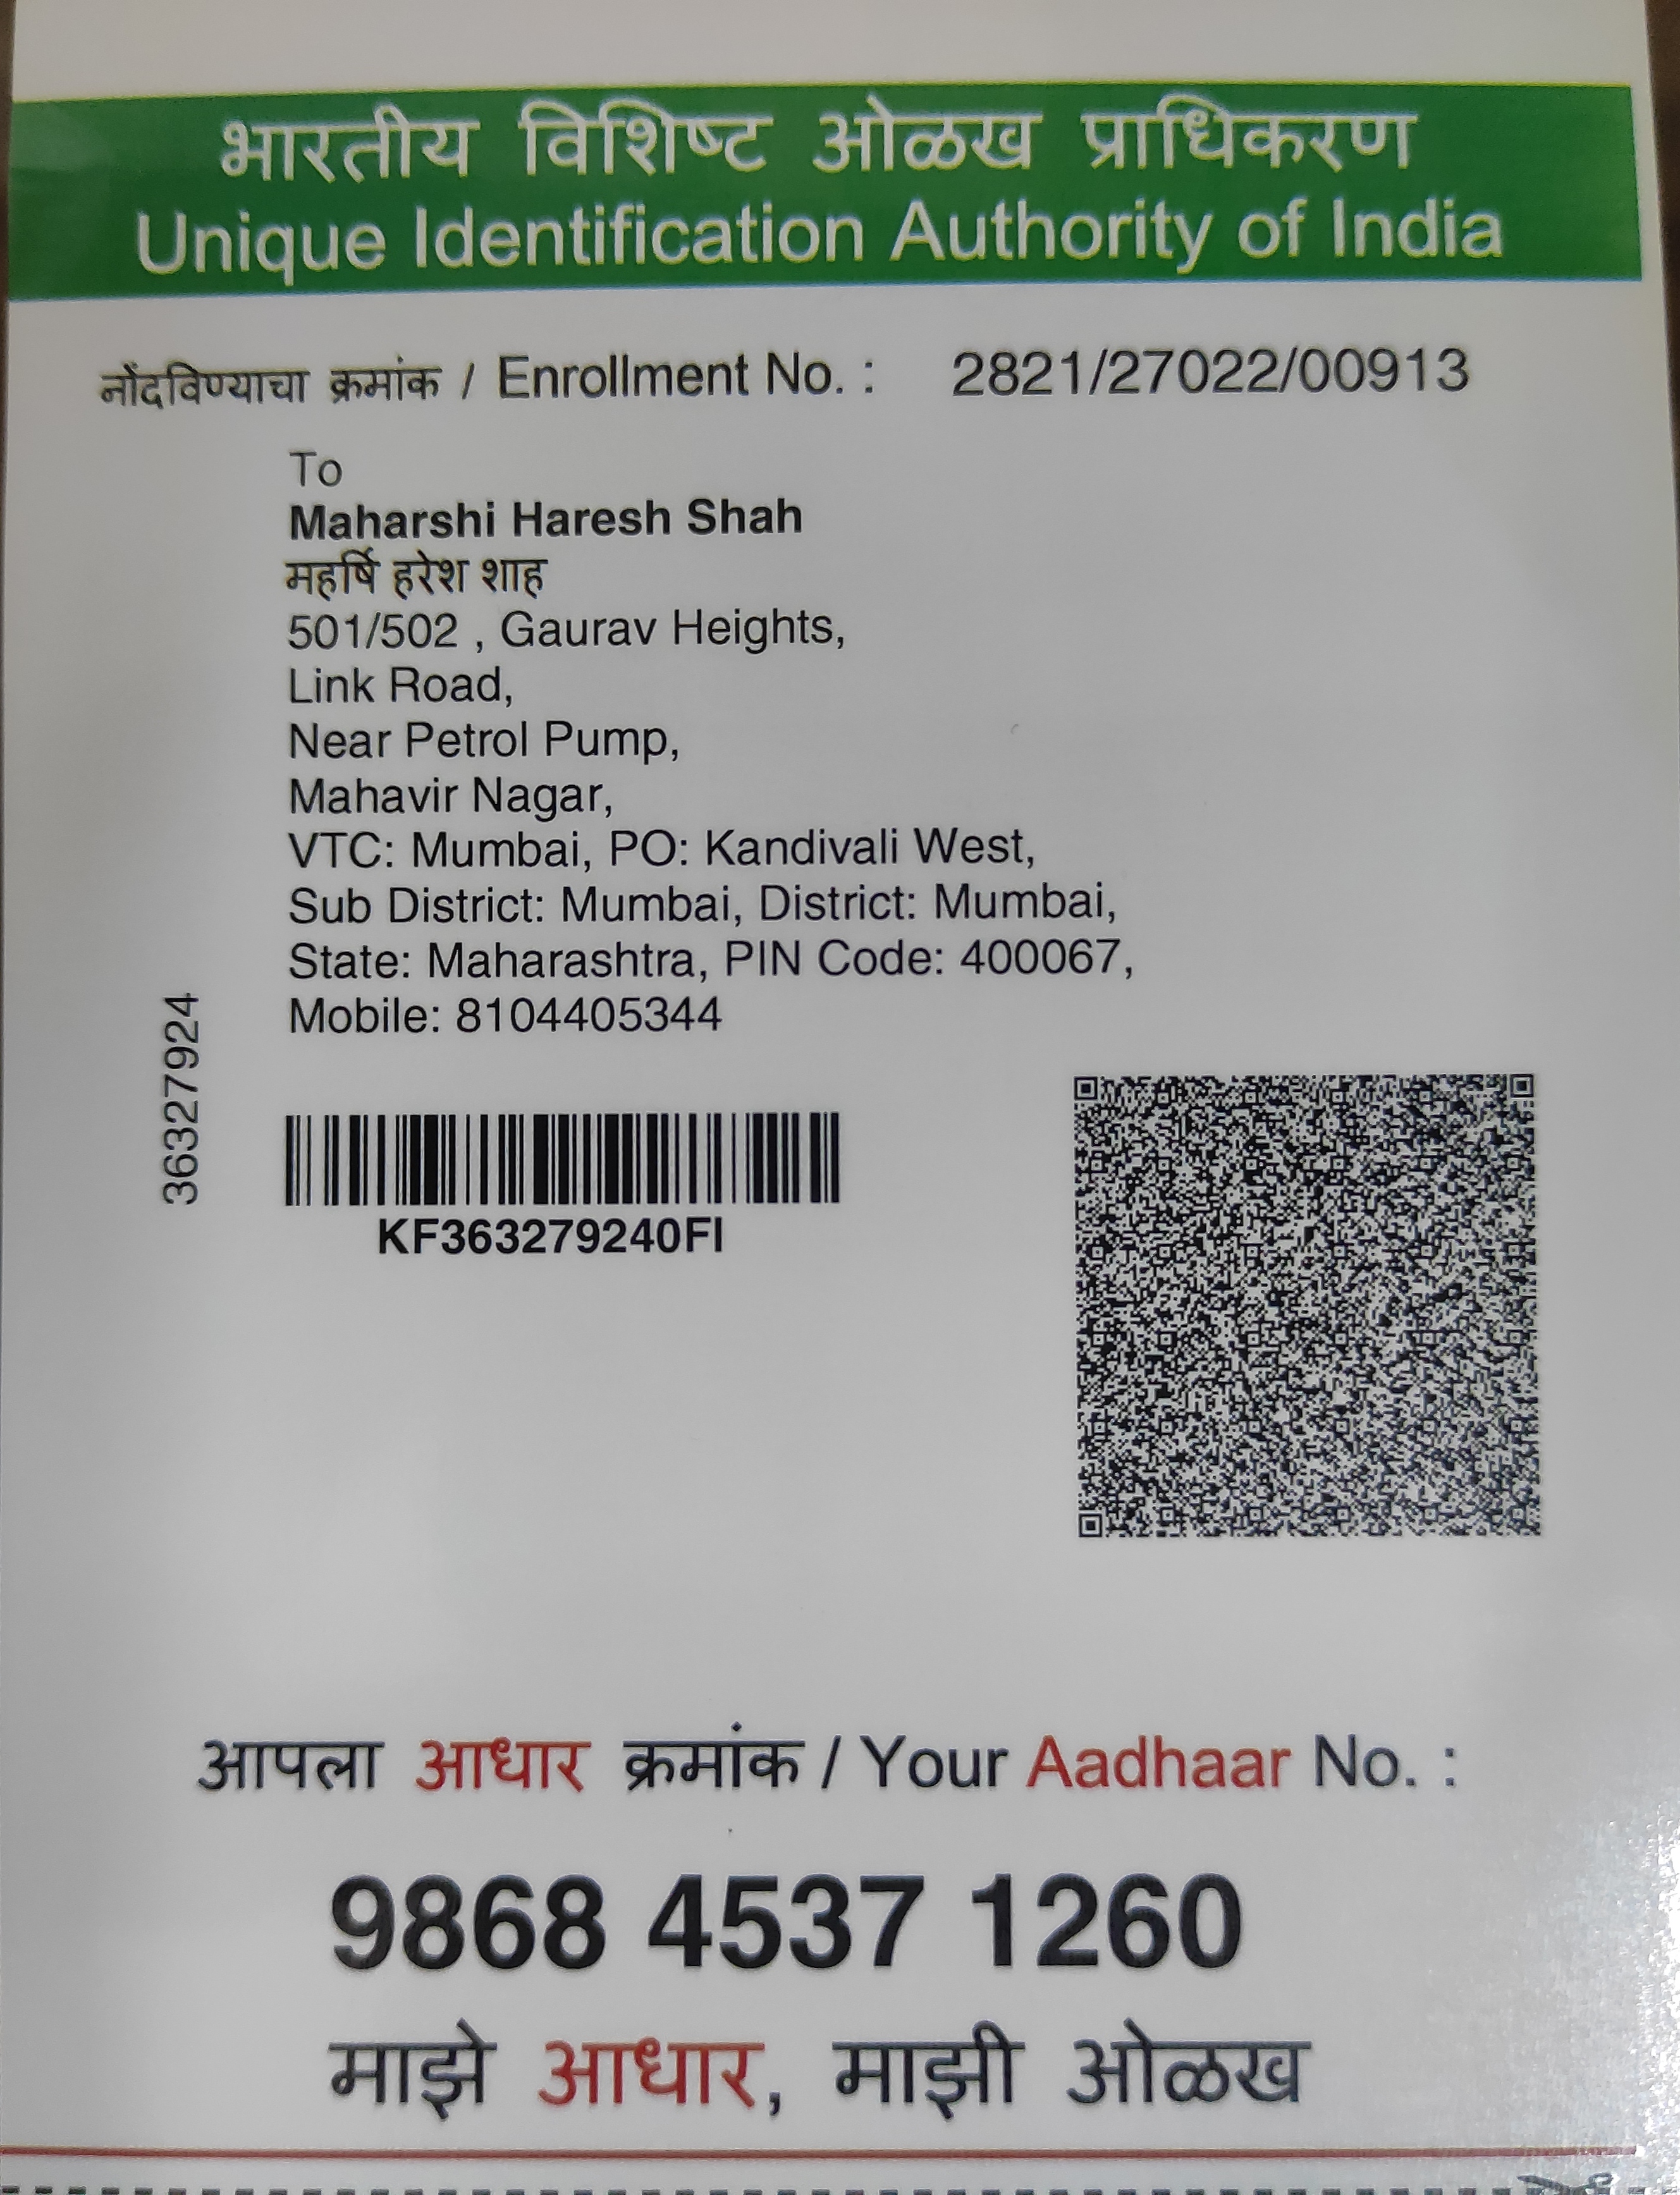 भारतीय विशिष्ट ओळख प्राधिकरण
Unique Identification Authority of India
नोंदविण्याचा क्रमांक / Enrollment No. : 2821/27022/00913
To
Maharshi Haresh Shah
महर्षि हरेश शाह
501/502 , Gaurav Heights,
Link Road,
Near Petrol Pump,
Mahavir Nagar,
VTC: Mumbai, PO: Kandivali West,
Sub District: Mumbai, District: Mumbai,
State: Maharashtra, PIN Code: 400067,
Mobile: 8104405344
36327924
KF363279240FI
आपला आधार क्रमांक / Your Aadhaar No. :
9868 4537 1260
माझे आधार, माझी ओळख